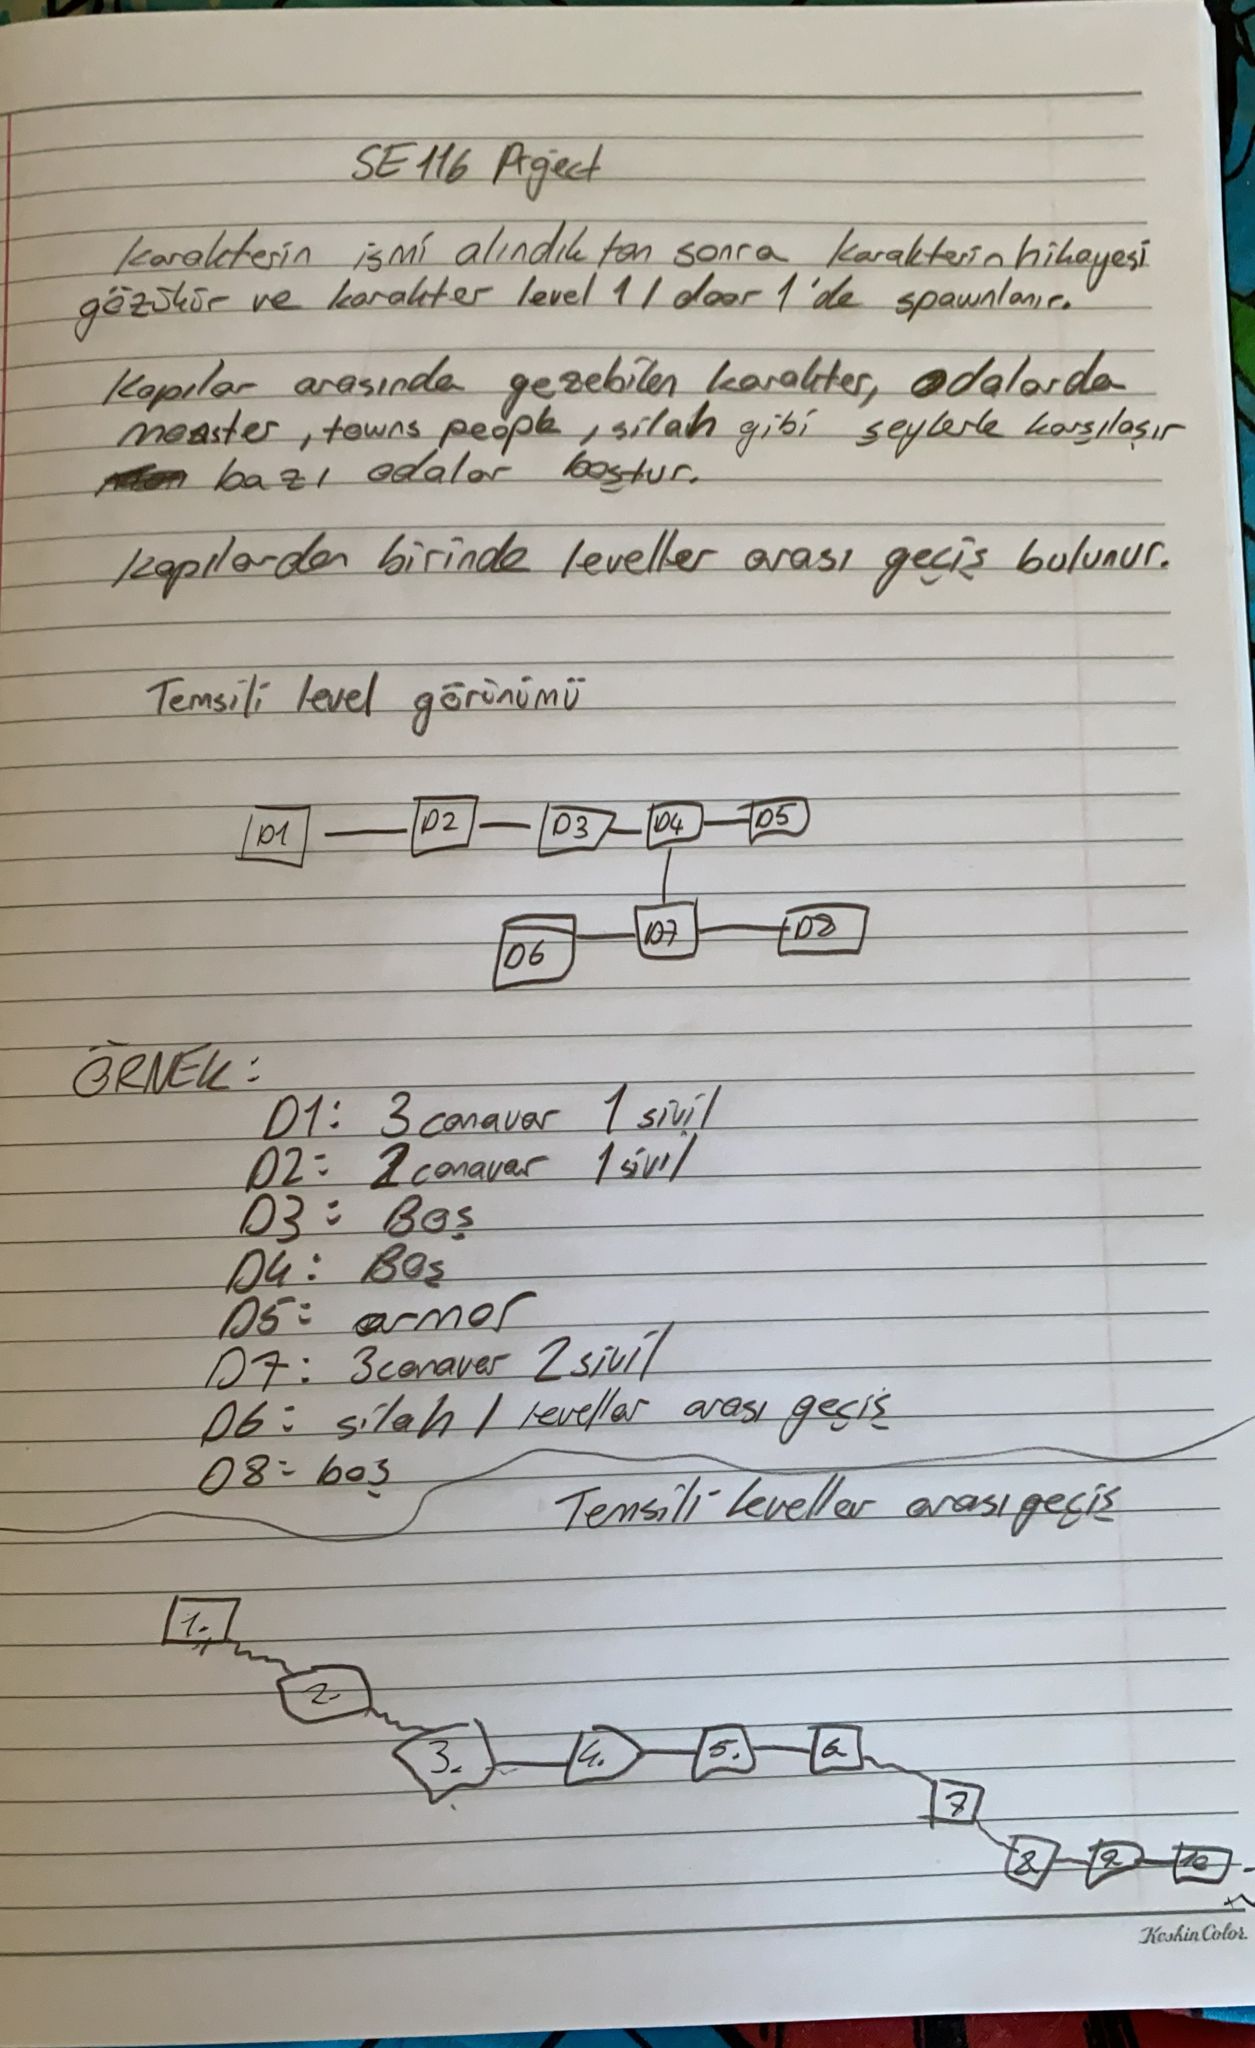 SE 116 Project
Karakterin ismi alındıktan sonra karakterin hikayesi
gözükür ve karakter level 1 / door 1'de spawnlanır.
Kapılar arasında gezebilen karakter, odalarda
monster, towns people, silah gibi şeylerle karşılaşır
bazı odalar boştur.
Kapılardan birinde leveller arası geçiş bulunur.
Temsili level görünümü
D1 D2 D3 D4 D5
D6 D7 D8
ÖRNEK:
D1: 3 canavar 1 sivil
D2: 2 canavar 1 sivil
D3: Boş
D4: Boş
D5: armor
D7: 3 canavar 2 sivil
D6: silah / leveller arası geçiş
D8: boş
Temsili leveller arası geçiş
1.
2.
3. 4. 5. 6
7
8 9 10
Keskin Color